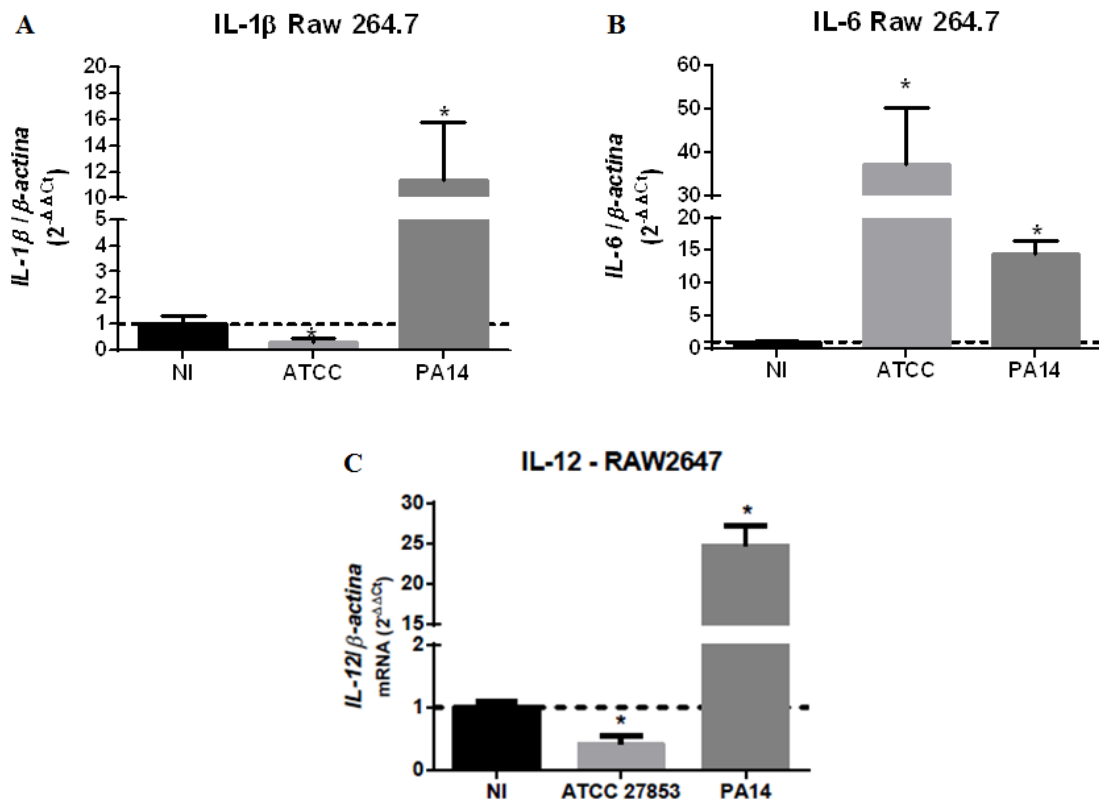 A
IL-1β Raw 264.7
IL-1β / β-actina
(2-ΔΔCt)
20
18
16
14
12
10
5
4
3
2
1
0
*
*
NI
ATCC
PA14
B
IL-6 Raw 264.7
IL-6 / β-actina
(2-ΔΔCt)
60
50
40
30
20
15
10
5
0
*
*
NI
ATCC
PA14
C
IL-12 - RAW2647
IL-12/ β-actina
mRNA (2-ΔΔCt)
30
25
20
15
2
1
0
*
*
NI
ATCC 27853
PA14